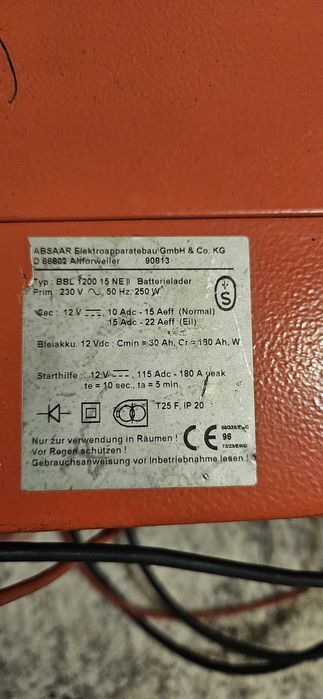 ABSAAR Elektroapparatebau GmbH & Co. KG
D 66802 Altforweiler 90813
Typ: BBL 1200 15 NE II Batterielader
Prim: 230 V ~, 50 Hz, 250 W
Sec: 12 V ⎓, 10 Adc - 15 Aeff (Normal)
15 Adc - 22 Aeff (Eil)
Bleiakku. 12 Vdc: Cmin = 30 Ah, Cr = 180 Ah, W
Starthilfe: 12 V ⎓, 115 Adc - 180 A peak
te = 10 sec., ta = 5 min.
T25 F, IP 20
Nur zur verwendung in Räumen !
Vor Regen schützen !
CE 96
Gebrauchsanweisung vor Inbetriebnahme lesen !
S